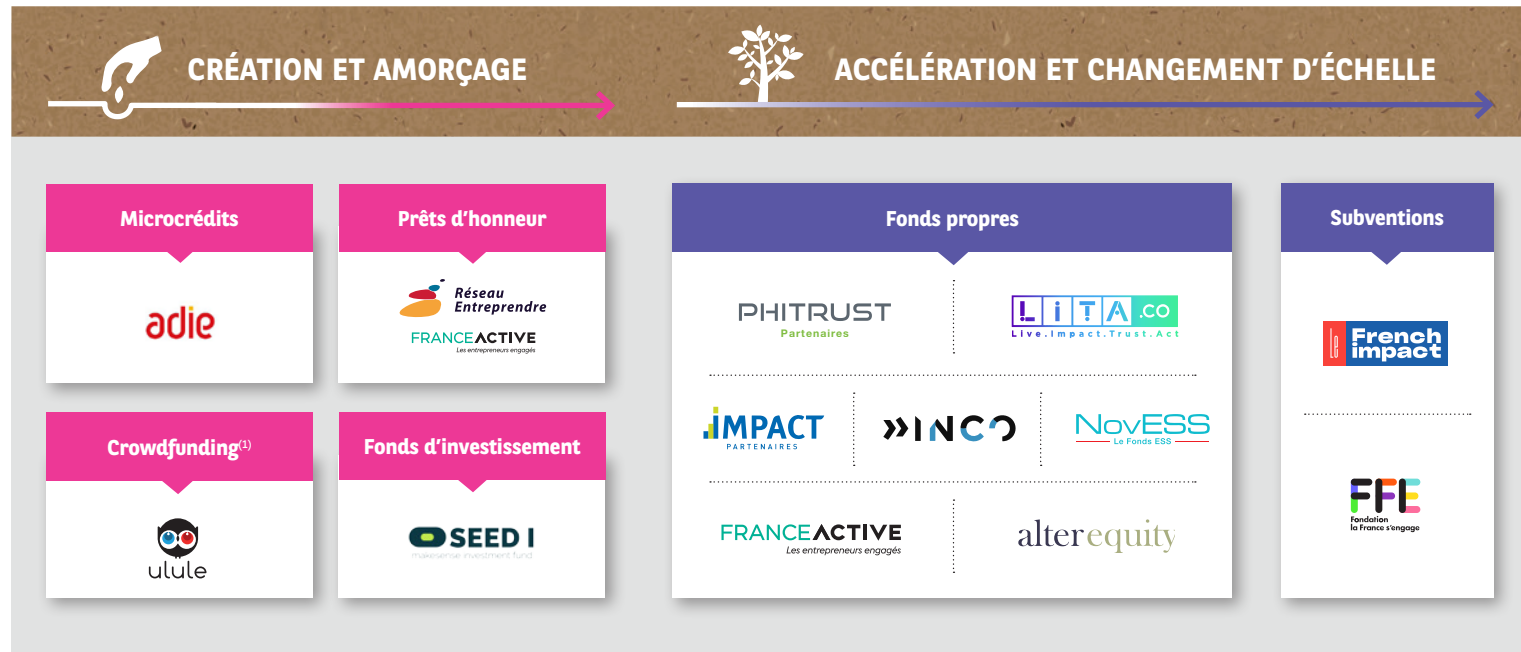 CRÉATION ET AMORÇAGE
ACCÉLÉRATION ET CHANGEMENT D'ÉCHELLE
Microcrédits
adie
Prêts d'honneur
Réseau
Entreprendre
FRANCEACTIVE
Les entrepreneurs engagés
Crowdfunding(1)
ulule
Fonds d'investissement
SEED I
makesense investment fund
Fonds propres
PHITRUST
Partenaires
LiTA.CO
Live.Impact.Trust.Act
iMPACT
PARTENAIRES
INCO
NovESS
Le Fonds ESS
FRANCEACTIVE
Les entrepreneurs engagés
alterequity
Subventions
French
impact
FFE
Fondation
la France s'engage